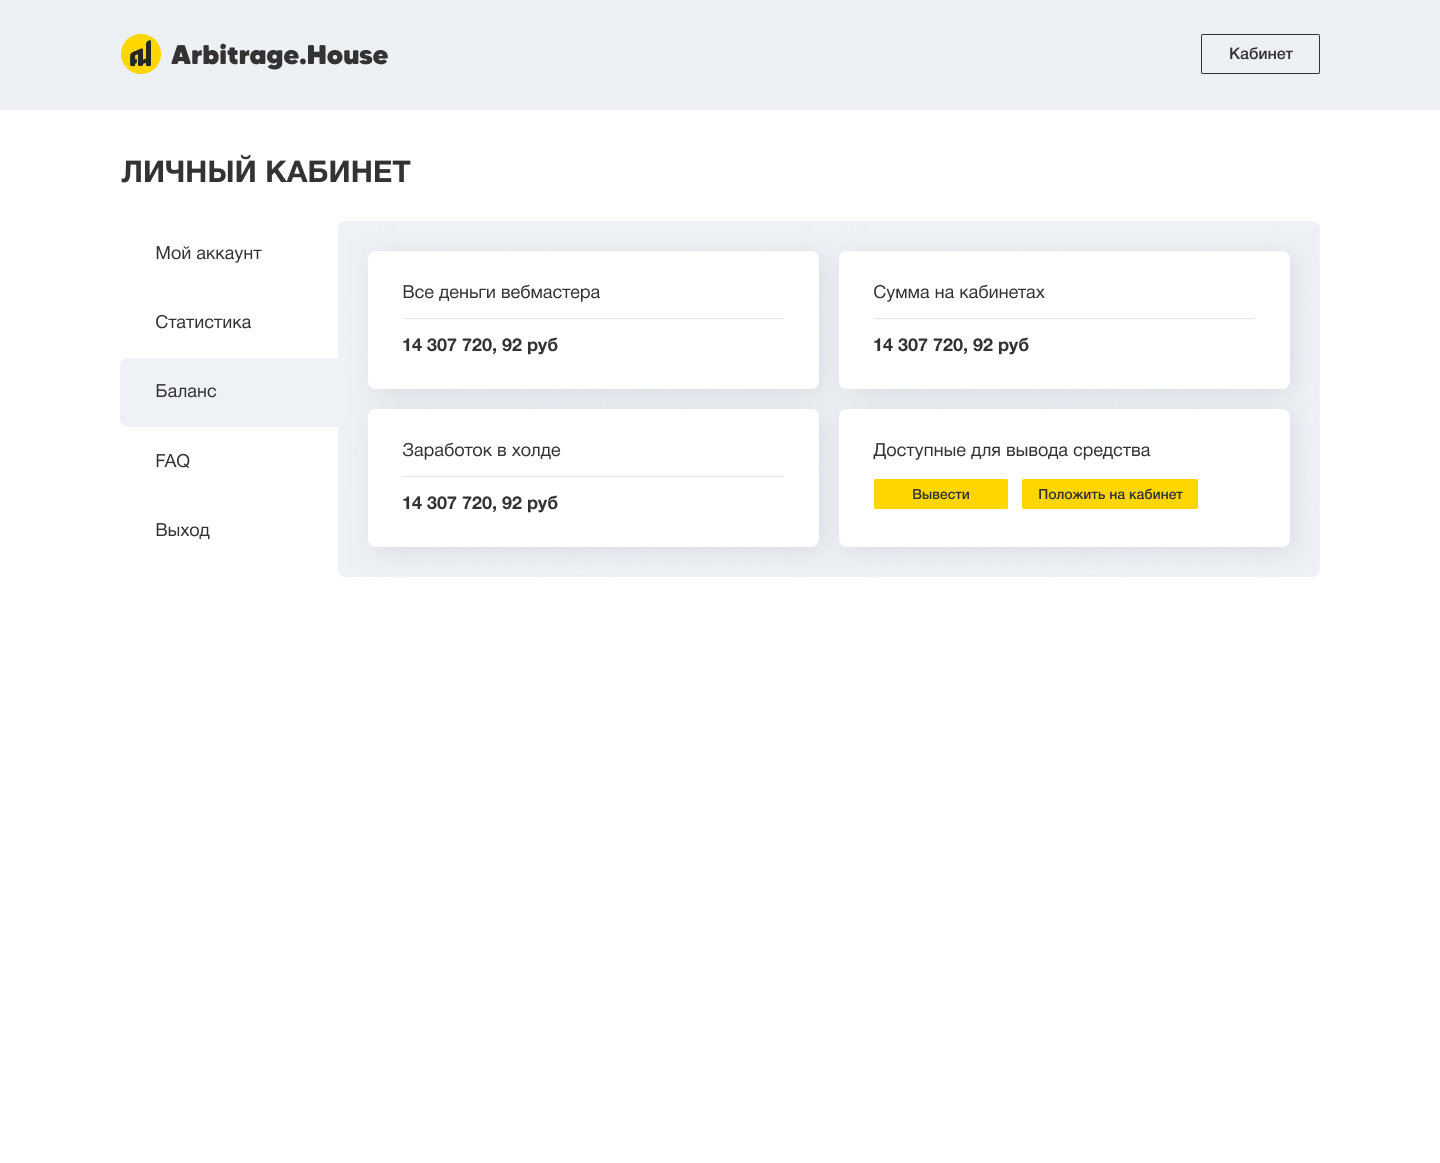 Arbitrage.House
Кабинет
ЛИЧНЫЙ КАБИНЕТ
Мой аккаунт
Статистика
Баланс
FAQ
Выход
Все деньги вебмастера
14 307 720, 92 руб
Сумма на кабинетах
14 307 720, 92 руб
Заработок в холде
14 307 720, 92 руб
Доступные для вывода средства
Вывести
Положить на кабинет